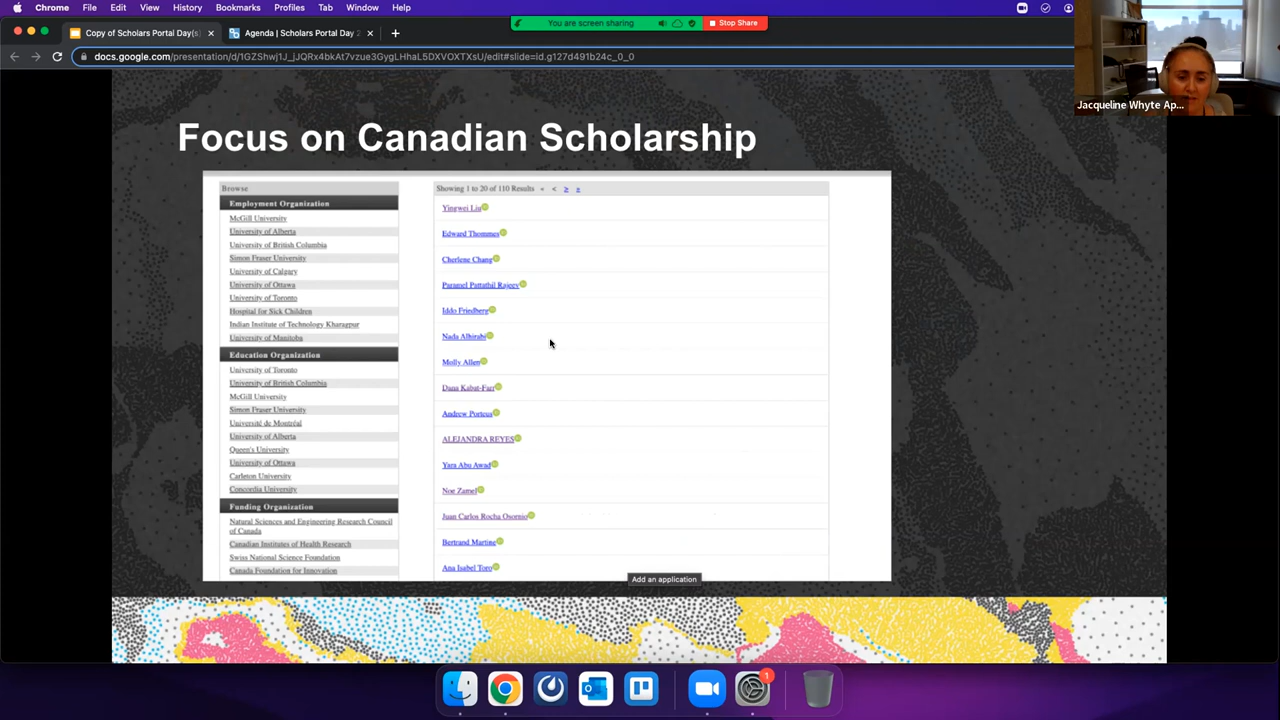 Chrome File Edit View History Bookmarks Profiles Tab Window Help
You are screen sharing Stop Share
Copy of Scholars Portal Day(s)
Agenda | Scholars Portal Day 2
docs.google.com/presentation/d/1GZShwj1J_jJQRx4bkAt7vzue3GygLHhaL5DXVOXTXsU/edit#slide=id.g127d491b24c_0_0
Jacqueline Whyte Ap...
Focus on Canadian Scholarship
Browse
Employment Organization
McGill University
University of Alberta
University of British Columbia
Simon Fraser University
University of Calgary
University of Ottawa
University of Toronto
Hospital for Sick Children
Indian Institute of Technology Kharagpur
University of Manitoba
Education Organization
University of Toronto
University of British Columbia
McGill University
Simon Fraser University
Université de Montréal
University of Alberta
Queen's University
University of Ottawa
Carleton University
Concordia University
Funding Organization
Natural Sciences and Engineering Research Council
of Canada
Canadian Institutes of Health Research
Swiss National Science Foundation
Canada Foundation for Innovation
Showing 1 to 20 of 110 Results « < > »
Yingwei Liu
Edward Thommes
Cherlene Chang
Paramel Pattathil Rajeev
Iddo Friedberg
Nada Alhirabi
Molly Allen
Dana Kabat-Farr
Andrew Porteus
ALEJANDRA REYES
Yara Abu Awad
Noe Zamel
Juan Carlos Rocha Osornio
Bertrand Martine
Ana Isabel Toro
Add an application
1